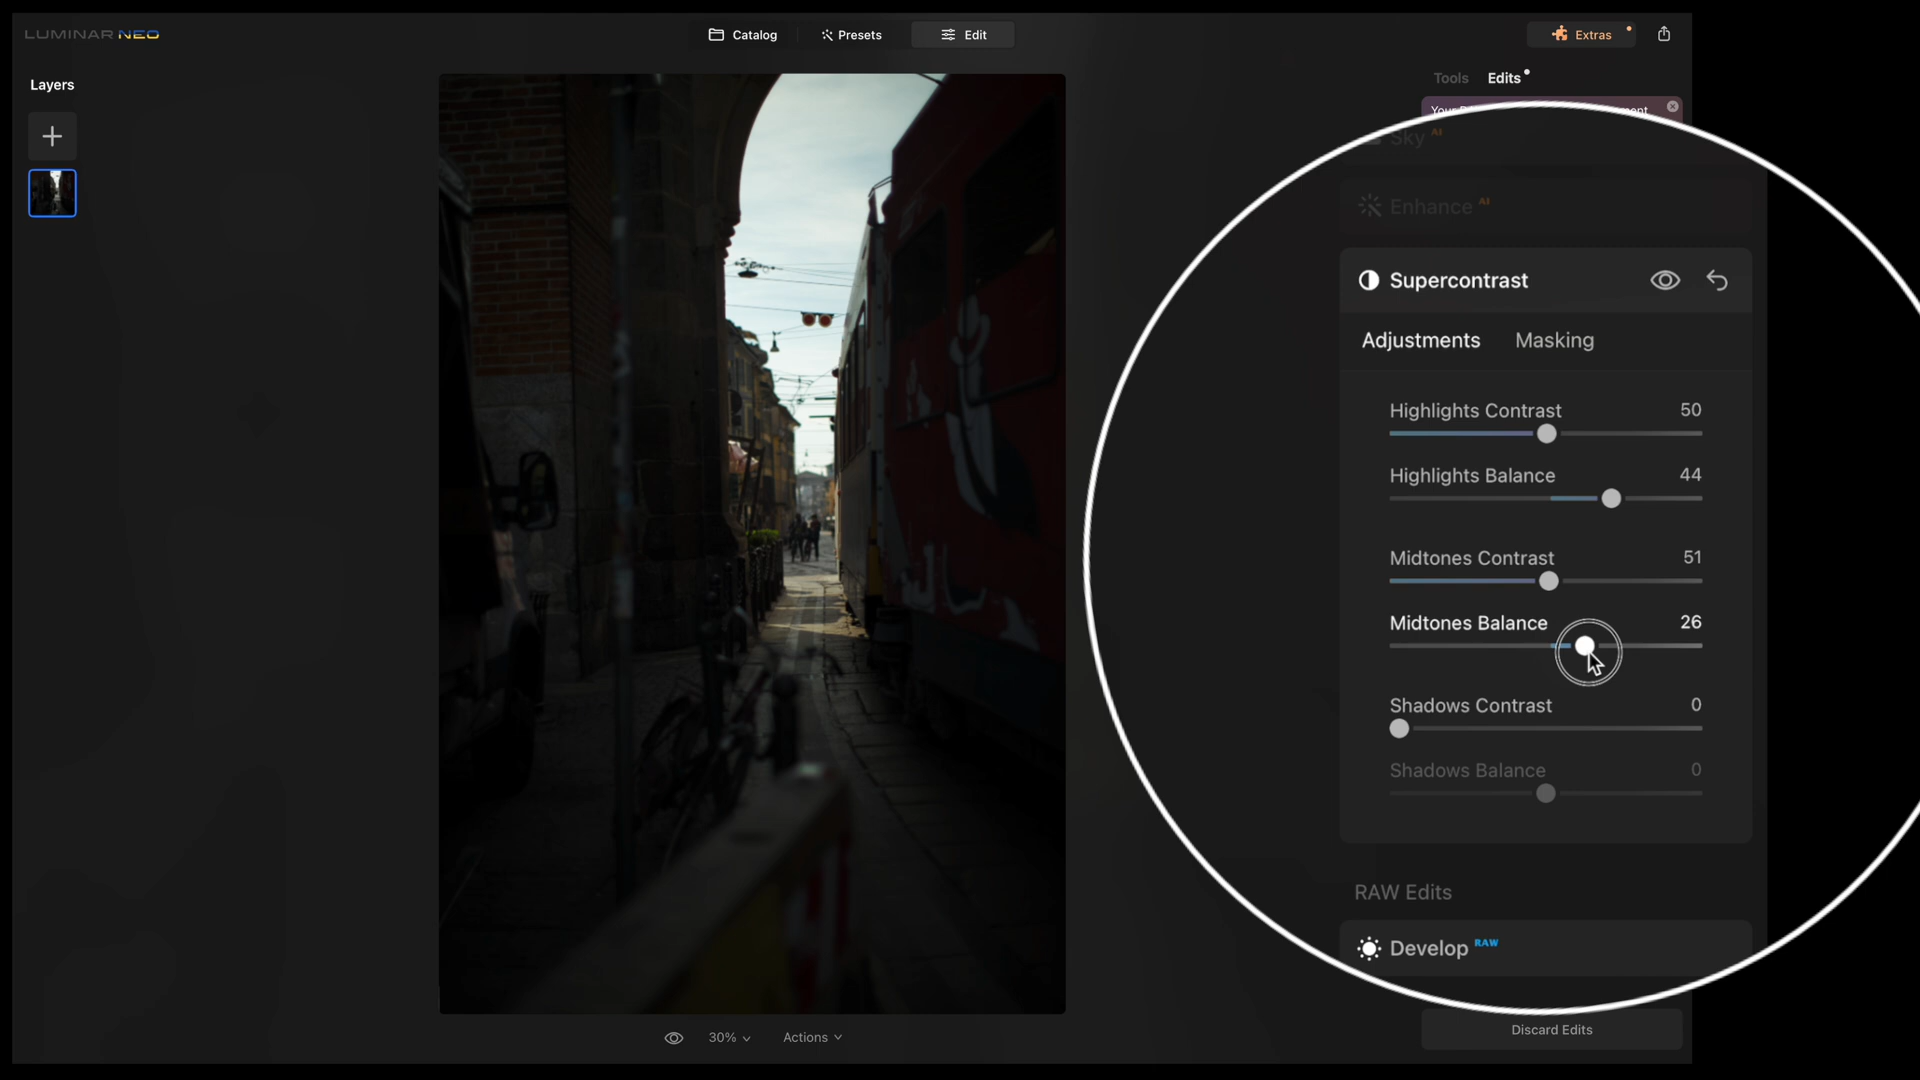 LUMINAR NEO
Catalog
Presets
Edit
Extras
Layers
Tools
Edits
Sky AI
Enhance AI
Supercontrast
Adjustments
Masking
Highlights Contrast 50
Highlights Balance 44
Midtones Contrast 51
Midtones Balance 26
Shadows Contrast 0
Shadows Balance 0
RAW Edits
Develop RAW
Discard Edits
30%
Actions